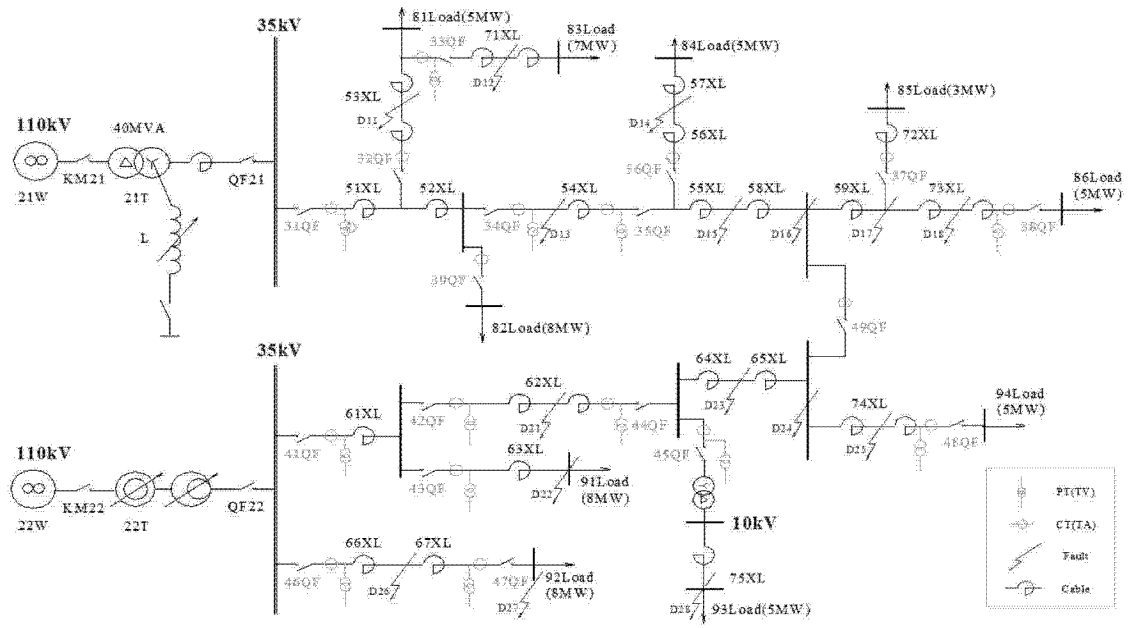 35kV
81Load(5MW)
33QF
71XL
83Load
(7MW)
D12
84Load(5MW)
53XL
D11
57XL
D14
85Load(3MW)
110kV
40MVA
32QF
56XL
72XL
36QF
37QF
86Load
(5MW)
KM21
QF21
21W
21T
51XL
52XL
54XL
55XL
58XL
59XL
73XL
31QF
34QF
D13
35QF
D15
D16
D17
D18
38QF
L
39QF
82Load(8MW)
49QF
35kV
64XL
65XL
62XL
D23
61XL
74XL
94Load
(5MW)
42QF
D21
44QF
D24
41QF
63XL
45QF
D25
48QF
110kV
43QF
D22
91Load
(8MW)
KM22
QF22
22W
22T
10kV
PT(TV)
CT(TA)
Fault
Cable
66XL
67XL
46QF
D26
47QF
92Load
(8MW)
D27
75XL
D28
93Load(5MW)